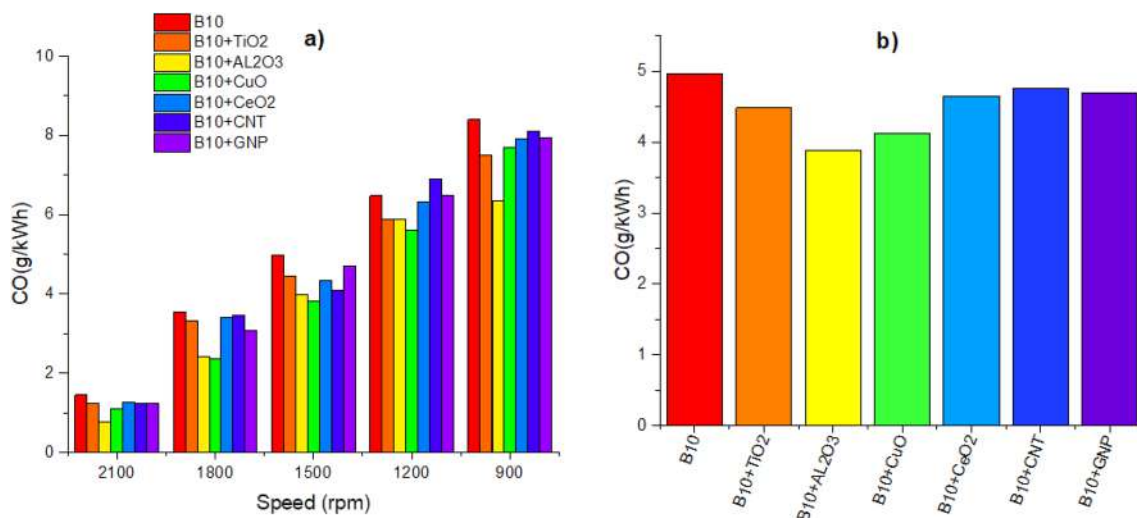 B10
B10+TiO2
B10+AL2O3
B10+CuO
B10+CeO2
B10+CNT
B10+GNP
a)
10
8
6
4
2
0
CO(g/kWh)
2100 1800 1500 1200 900
Speed (rpm)
b)
5
4
3
2
1
0
CO(g/kWh)
B10
B10+TiO2
B10+AL2O3
B10+CuO
B10+CeO2
B10+CNT
B10+GNP